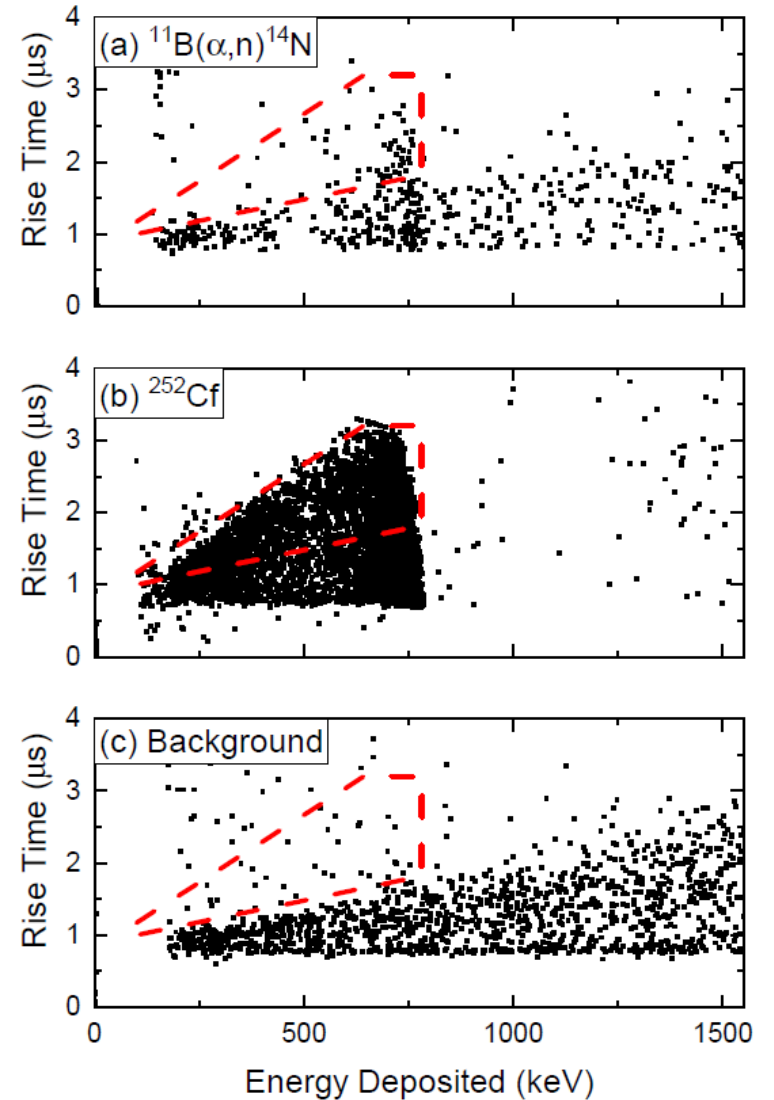 4
(a) ¹¹B(α,n)¹⁴N
3
2
1
0
Rise Time (μs)
4
(b) ²⁵²Cf
3
2
1
0
Rise Time (μs)
4
(c) Background
3
2
1
0
Rise Time (μs)
0 500 1000 1500
Energy Deposited (keV)